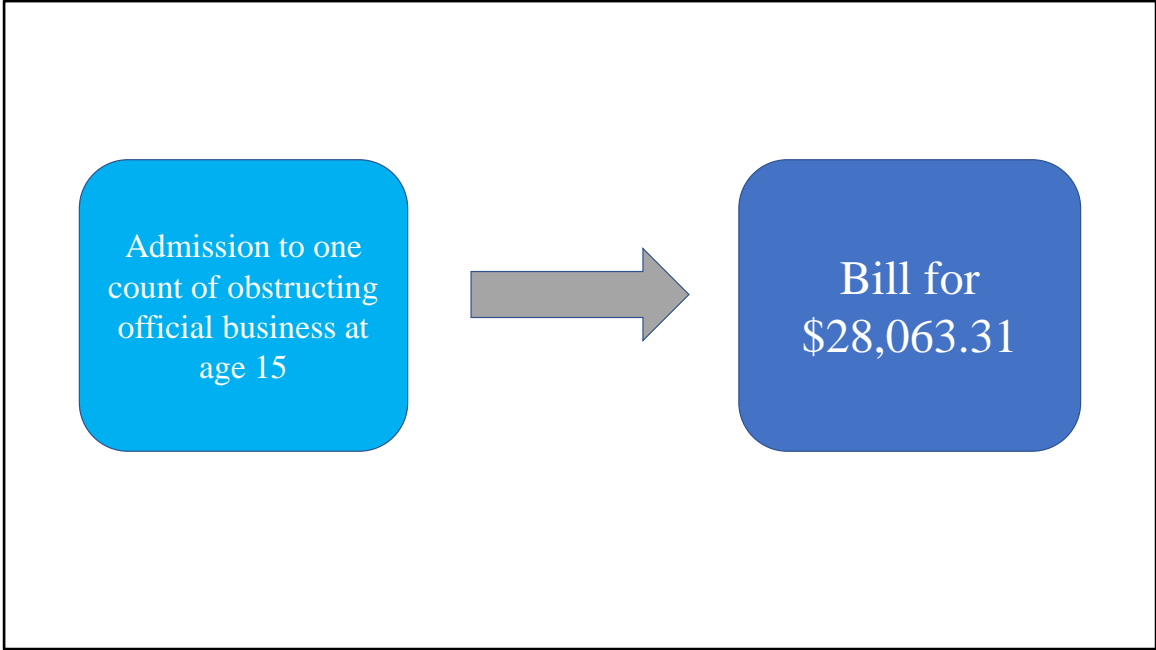 Admission to one
count of obstructing
official business at
age 15
Bill for
$28,063.31